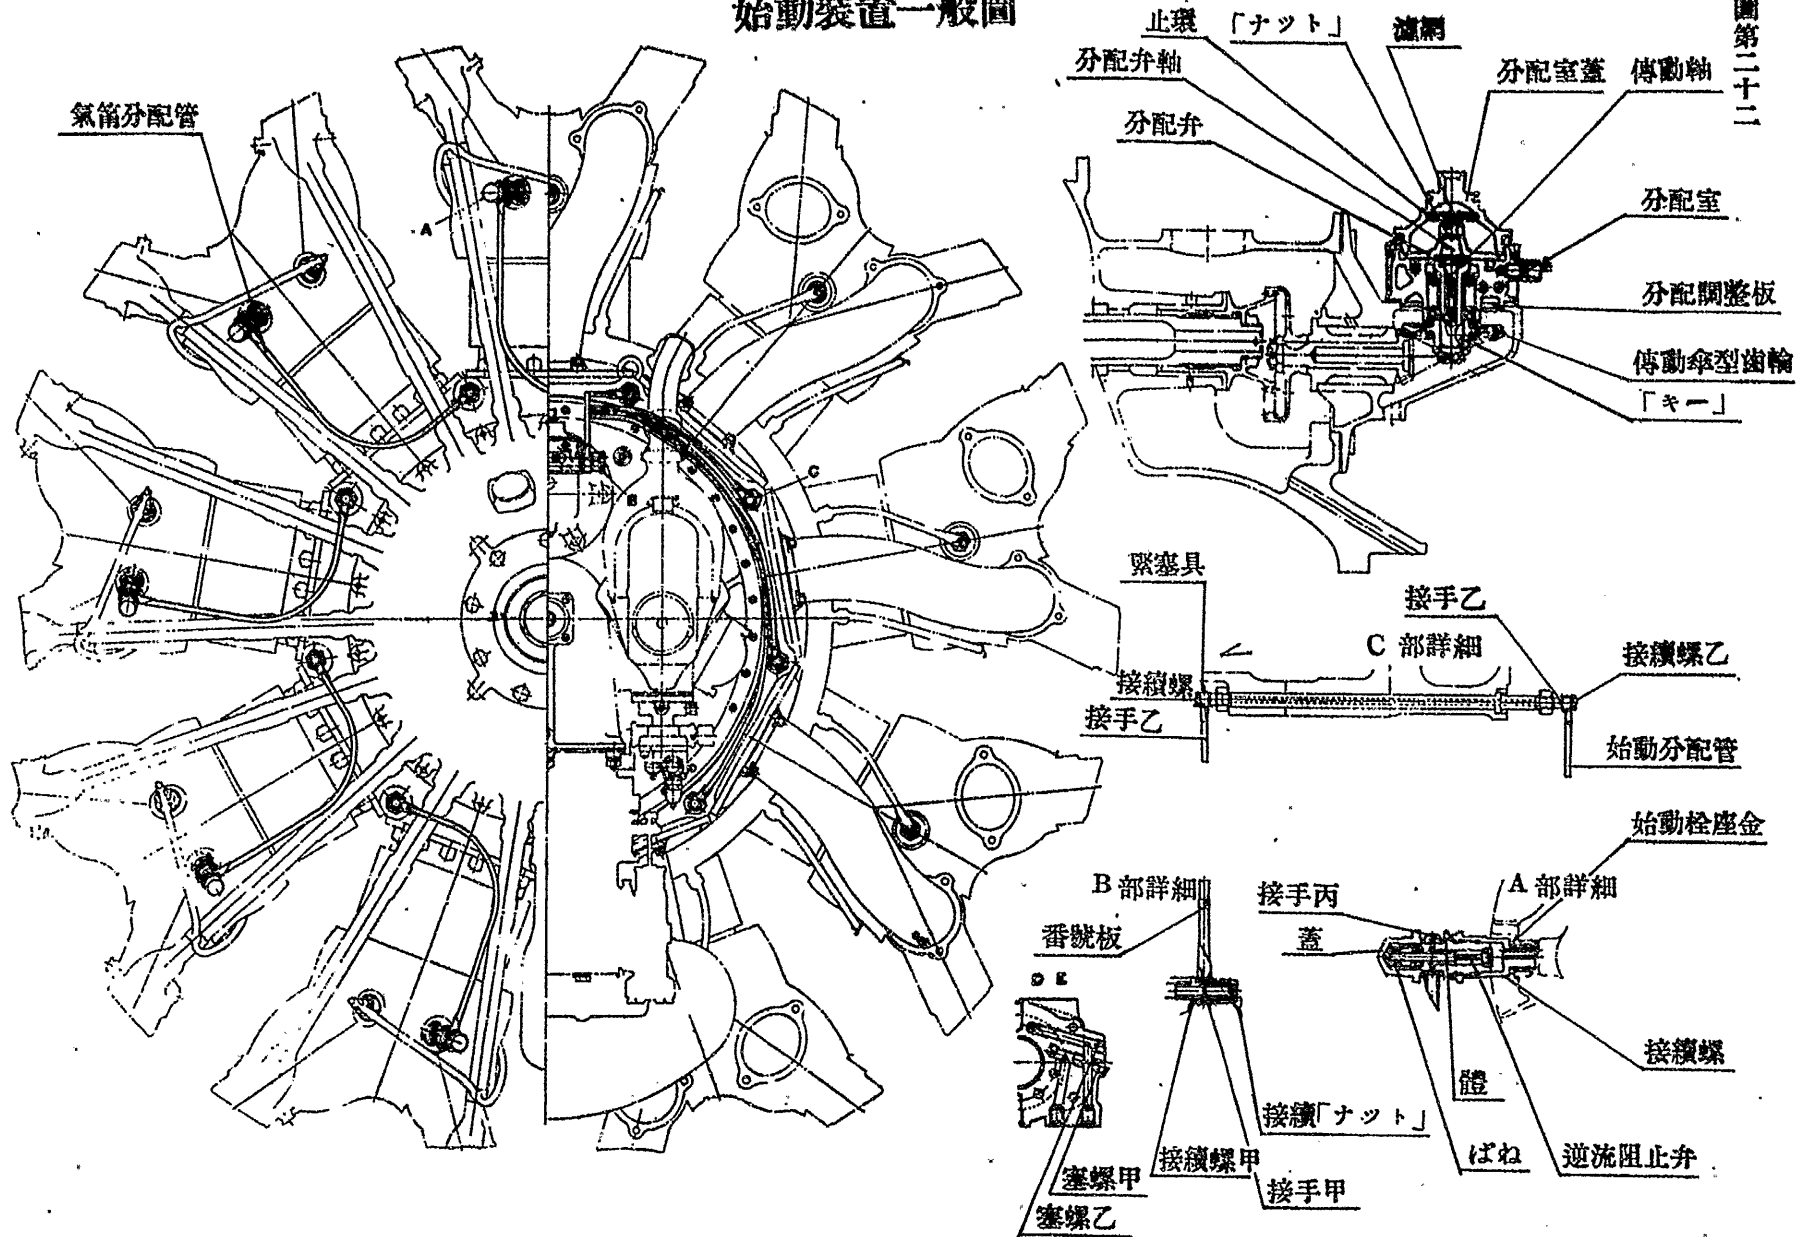 始動裝置一般圖
圖第二十二
止環
「ナット」
濾網
分配弁軸
分配室蓋
傳動軸
分配弁
氣筩分配管
分配室
分配調整板
傳動傘型齒輪
「キー」
A
C
B
緊塞具
接手乙
C 部詳細
接續螺乙
接續螺
接手乙
始動分配管
始動栓座金
B 部詳細
接手丙
A 部詳細
番號板
蓋
D E
接續螺
體
接續「ナット」
ばね
逆流阻止弁
接續螺甲
塞螺甲
接手甲
塞螺乙